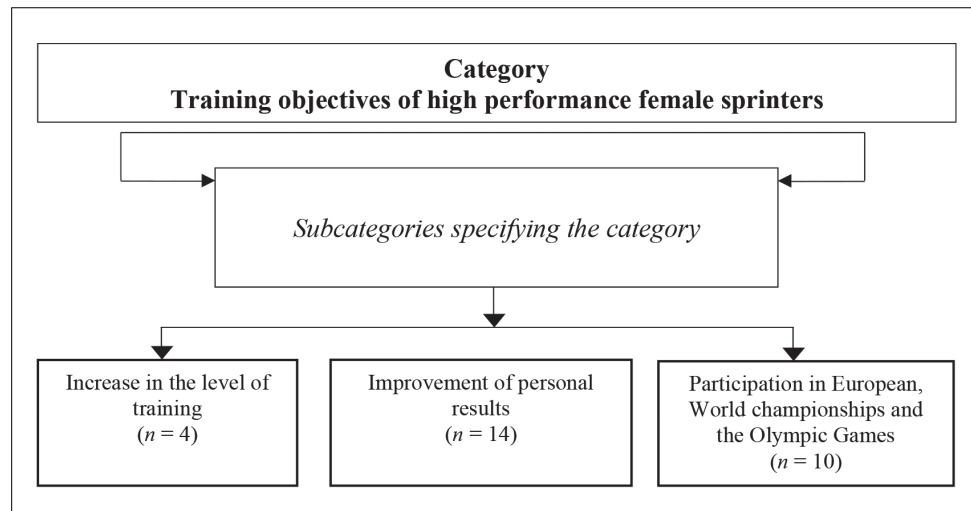 Category
Training objectives of high performance female sprinters
Subcategories specifying the category
Increase in the level of
training
(n = 4)
Improvement of personal
results
(n = 14)
Participation in European,
World championships and
the Olympic Games
(n = 10)